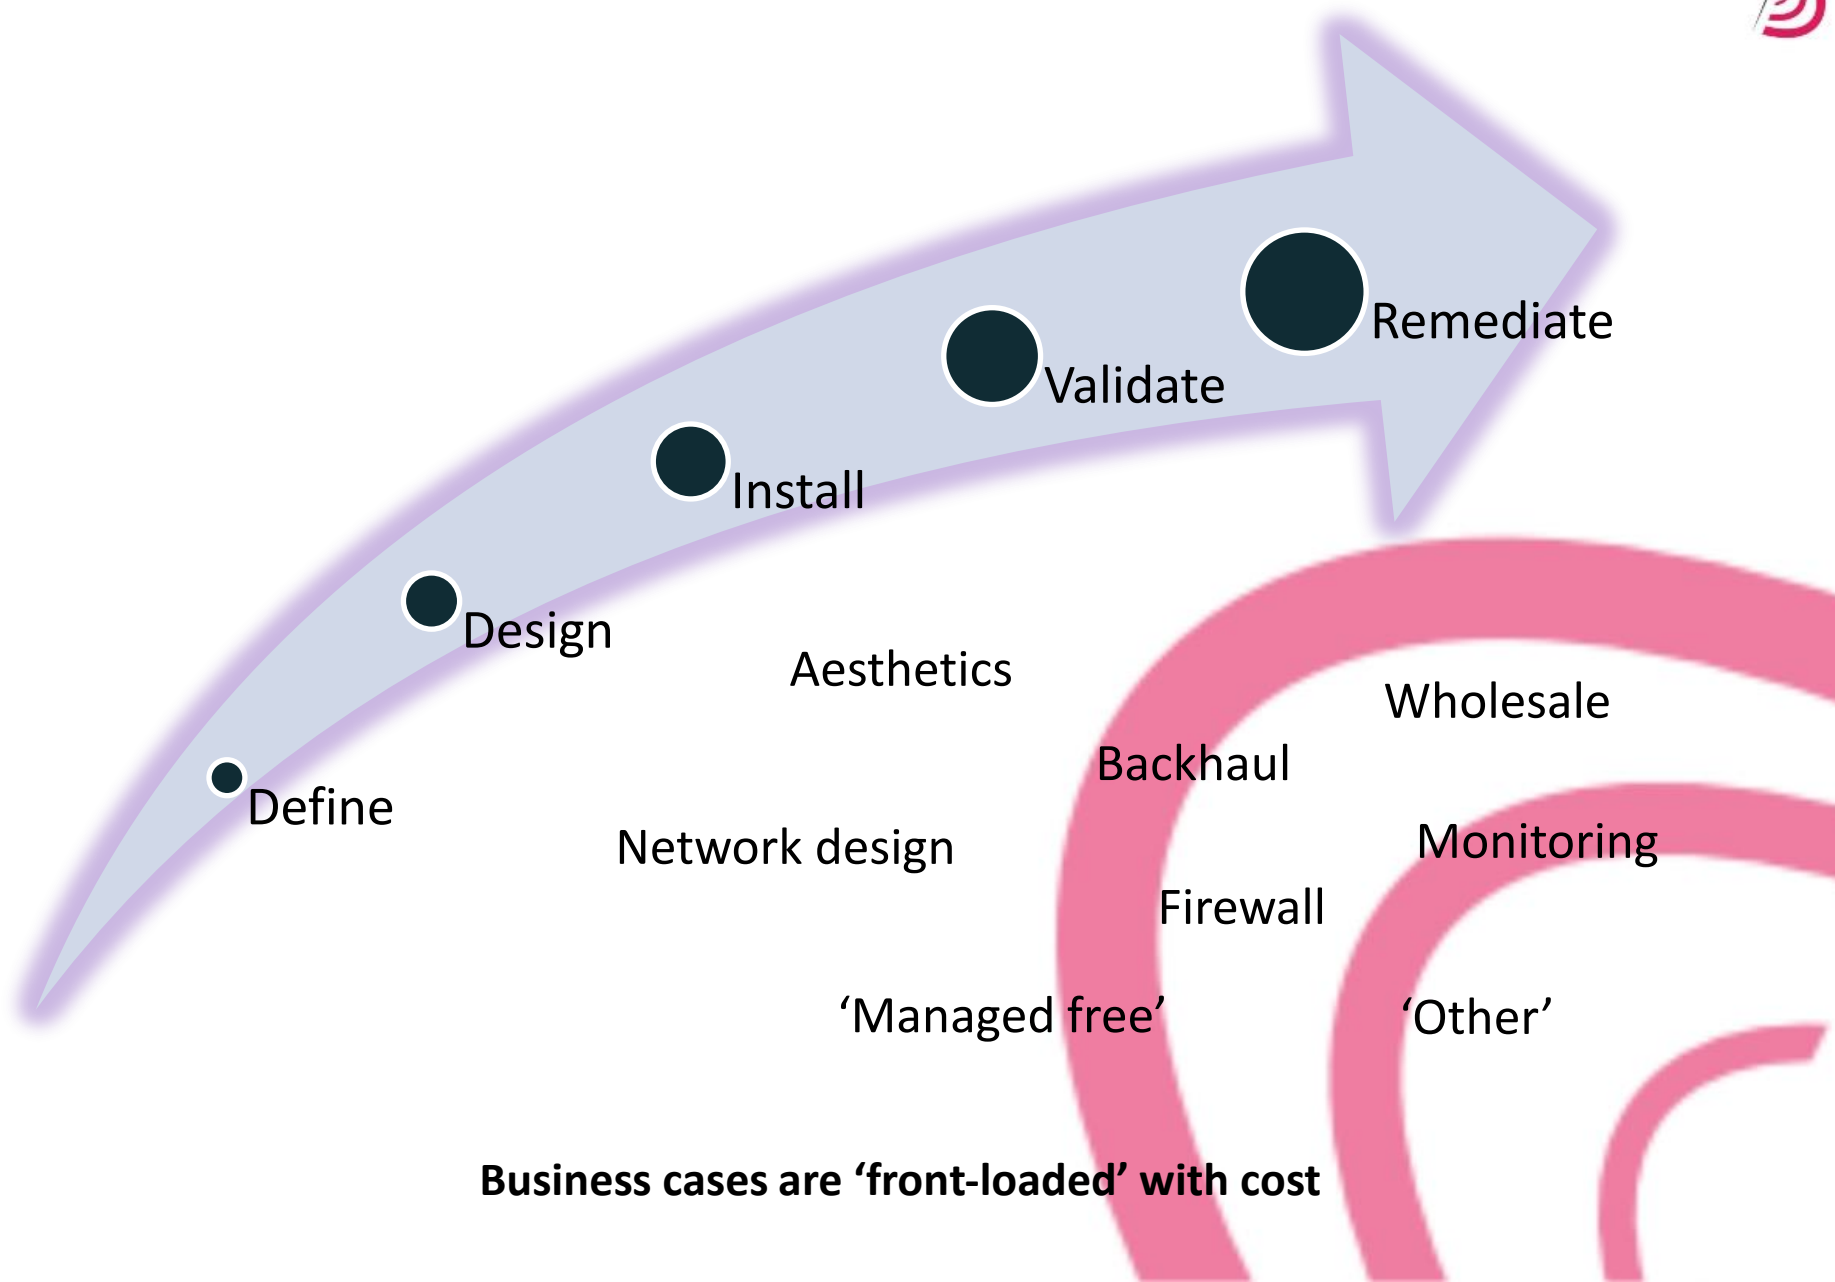 Remediate
Validate
Install
Design
Define
Aesthetics
Wholesale
Backhaul
Network design
Monitoring
Firewall
‘Managed free’
‘Other’
Business cases are ‘front-loaded’ with cost